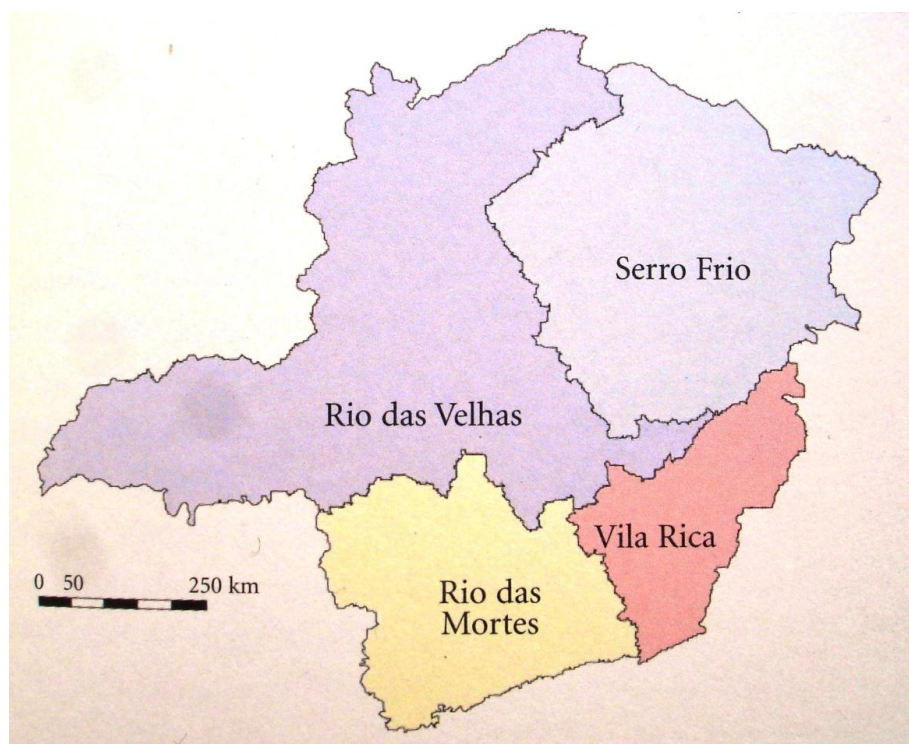 Serro Frio
Rio das Velhas
Vila Rica
0 50 250 km
Rio das
Mortes